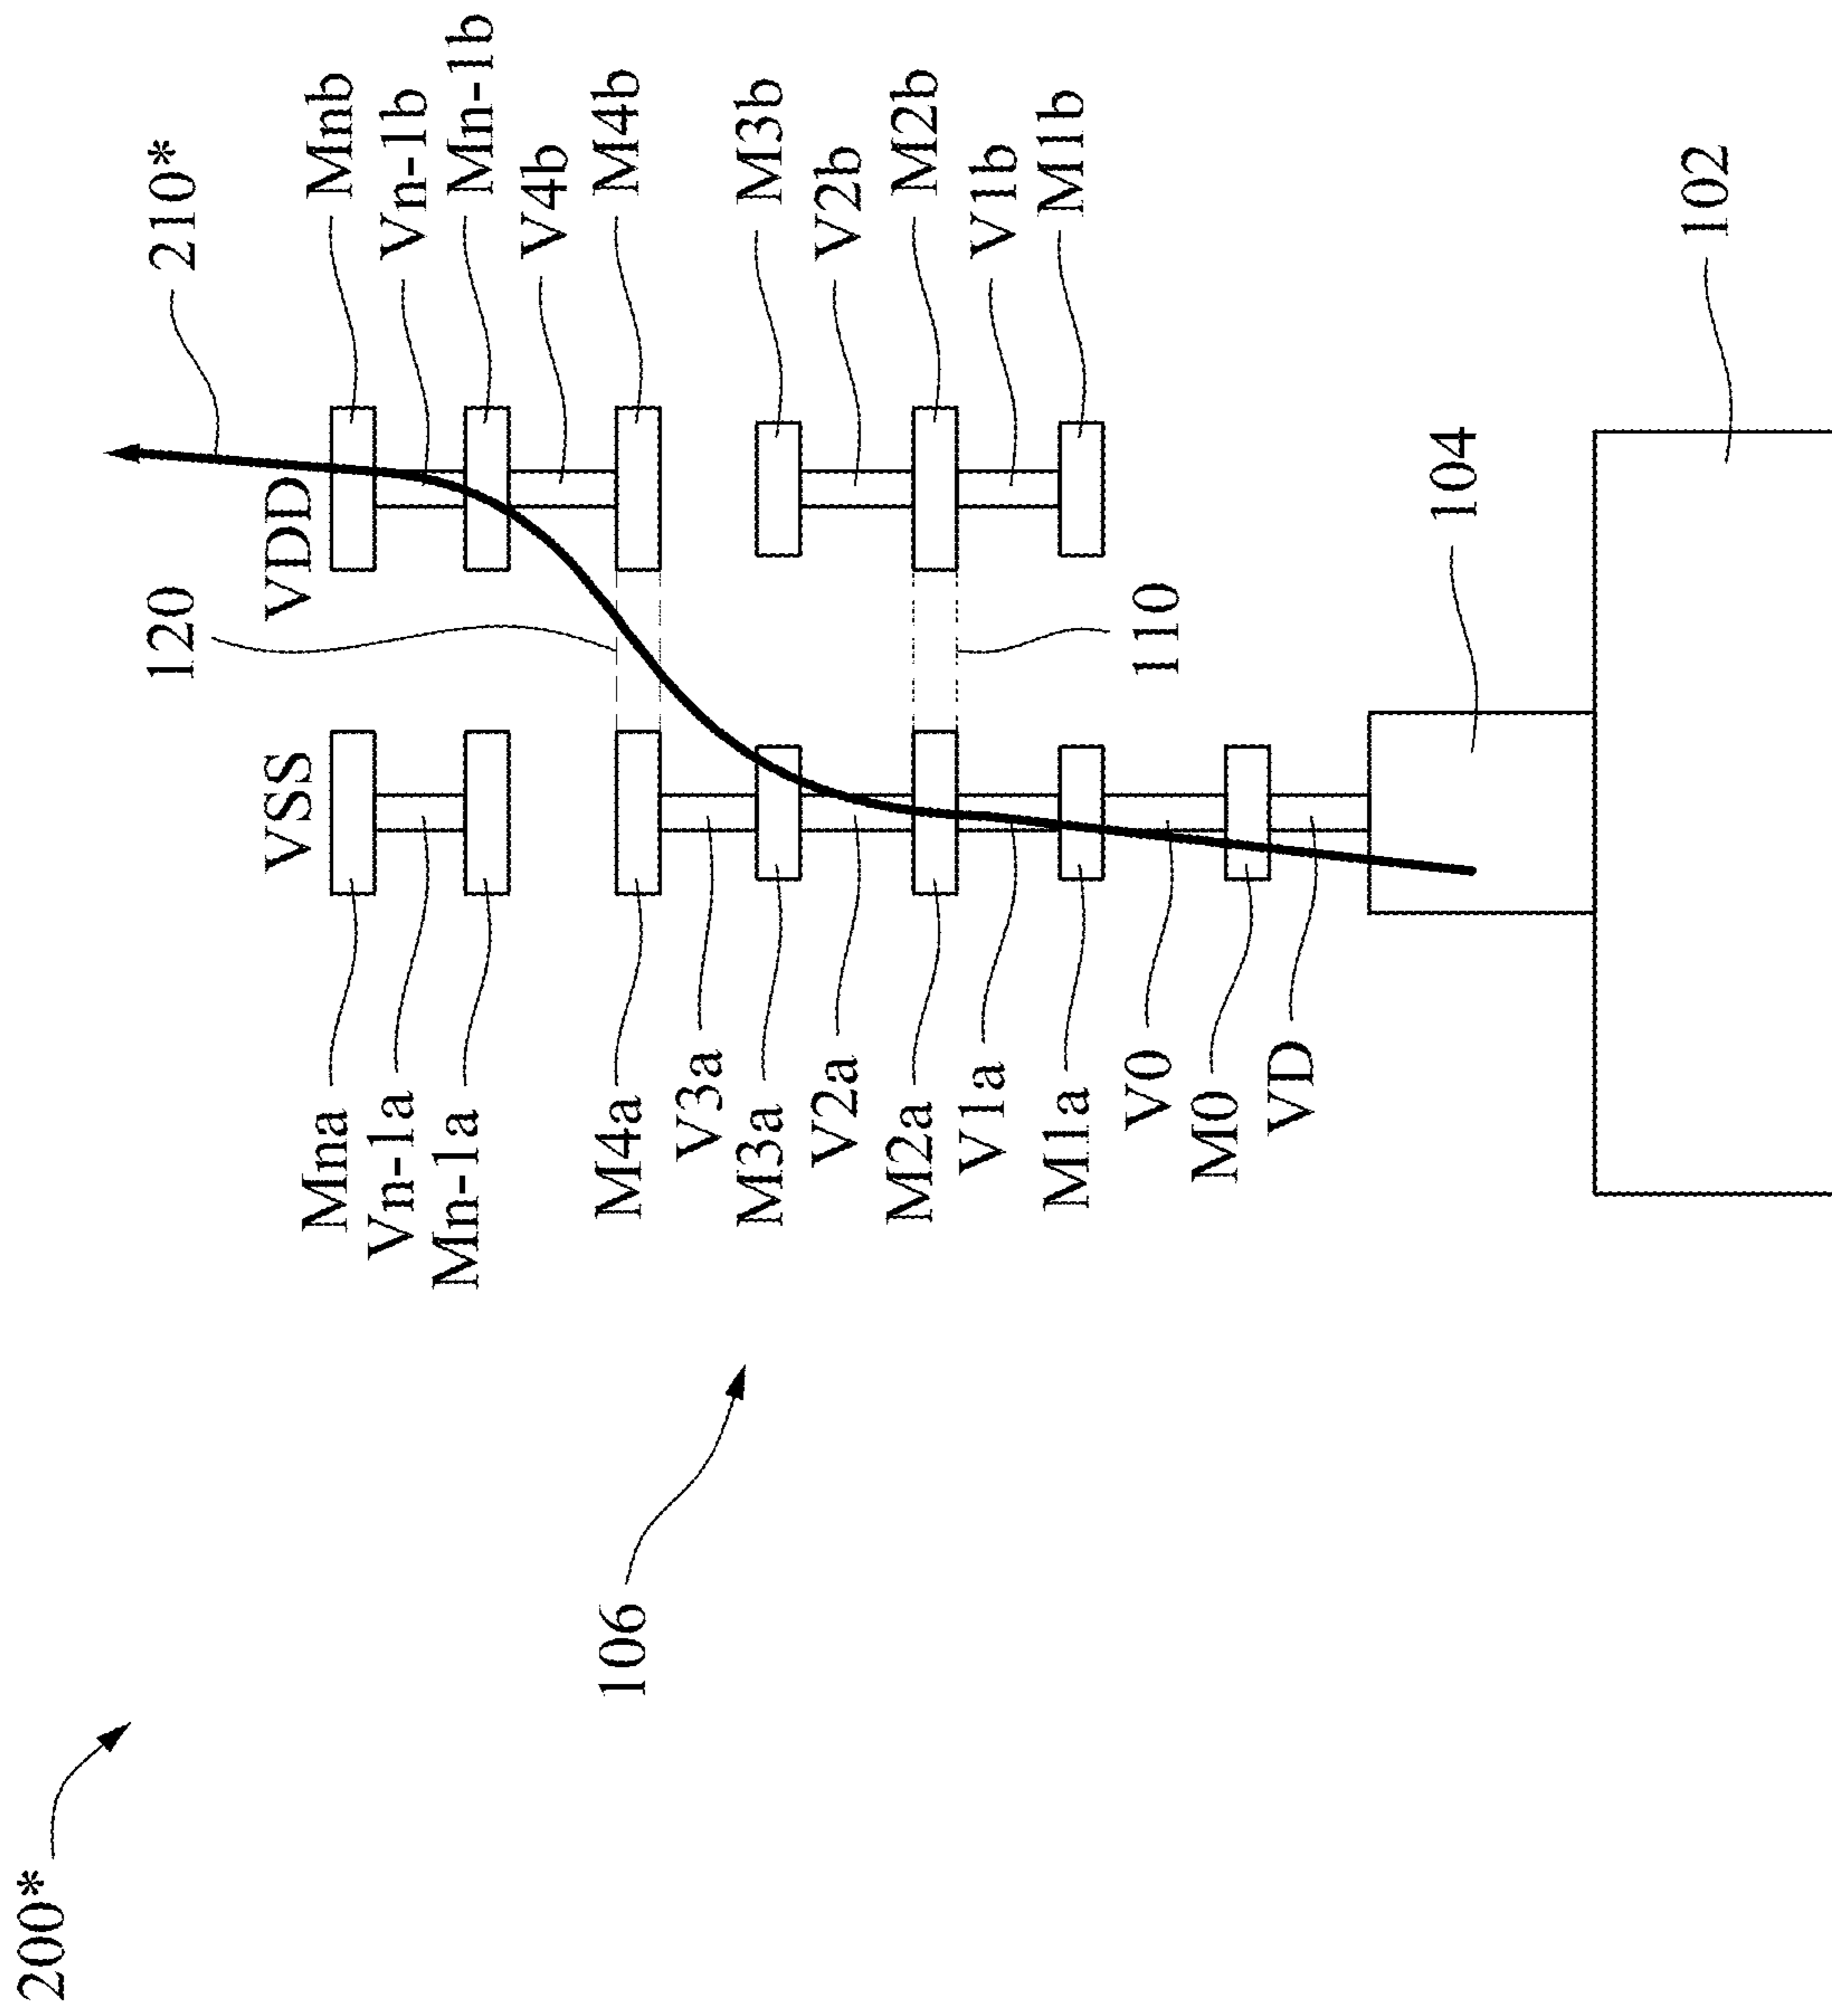 200*
106
210*
120
VSS
VDD
Mna
Vn-1a
Mn-1a
M4a
V3a
M3a
V2a
M2a
V1a
M1a
V0
M0
VD
Mnb
Vn-1b
Mn-1b
V4b
M4b
M3b
V2b
M2b
V1b
M1b
110
104
102